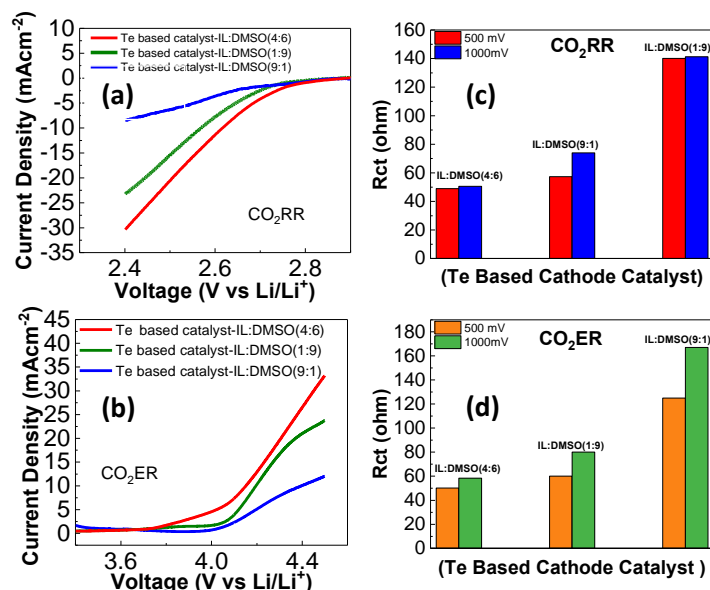 Te based catalyst-IL:DMSO(4:6)
Te based catalyst-IL:DMSO(1:9)
Te based catalyst-IL:DMSO(9:1)
(a)
CO₂RR
Current Density (mAcm⁻²)
5
0
-5
-10
-15
-20
-25
-30
-35
2.4 2.6 2.8
Voltage (V vs Li/Li⁺)
500 mV
1000mV
CO₂RR
(c)
IL:DMSO(4:6)
IL:DMSO(9:1)
IL:DMSO(1:9)
Rct (ohm)
160
140
120
100
80
60
40
20
0
(Te Based Cathode Catalyst)
Te based catalyst-IL:DMSO(4:6)
Te based catalyst-IL:DMSO(1:9)
Te based catalyst-IL:DMSO(9:1)
(b)
CO₂ER
Current Density (mAcm⁻²)
45
40
35
30
25
20
15
10
5
0
3.6 4.0 4.4
Voltage (V vs Li/Li⁺)
500 mV
1000mV
CO₂ER
(d)
IL:DMSO(4:6)
IL:DMSO(1:9)
IL:DMSO(9:1)
Rct (ohm)
180
160
140
120
100
80
60
40
20
0
(Te Based Cathode Catalyst )